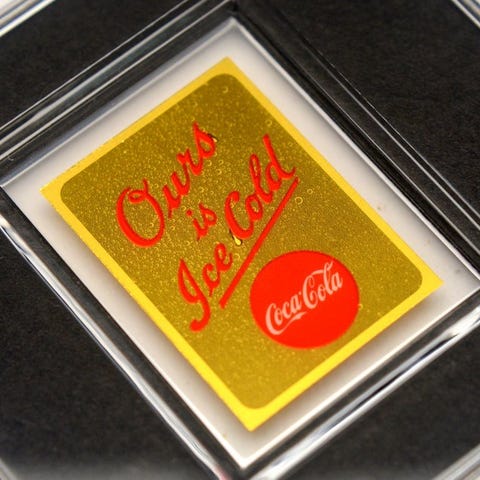 Ours
is
Ice Cold
Coca-Cola